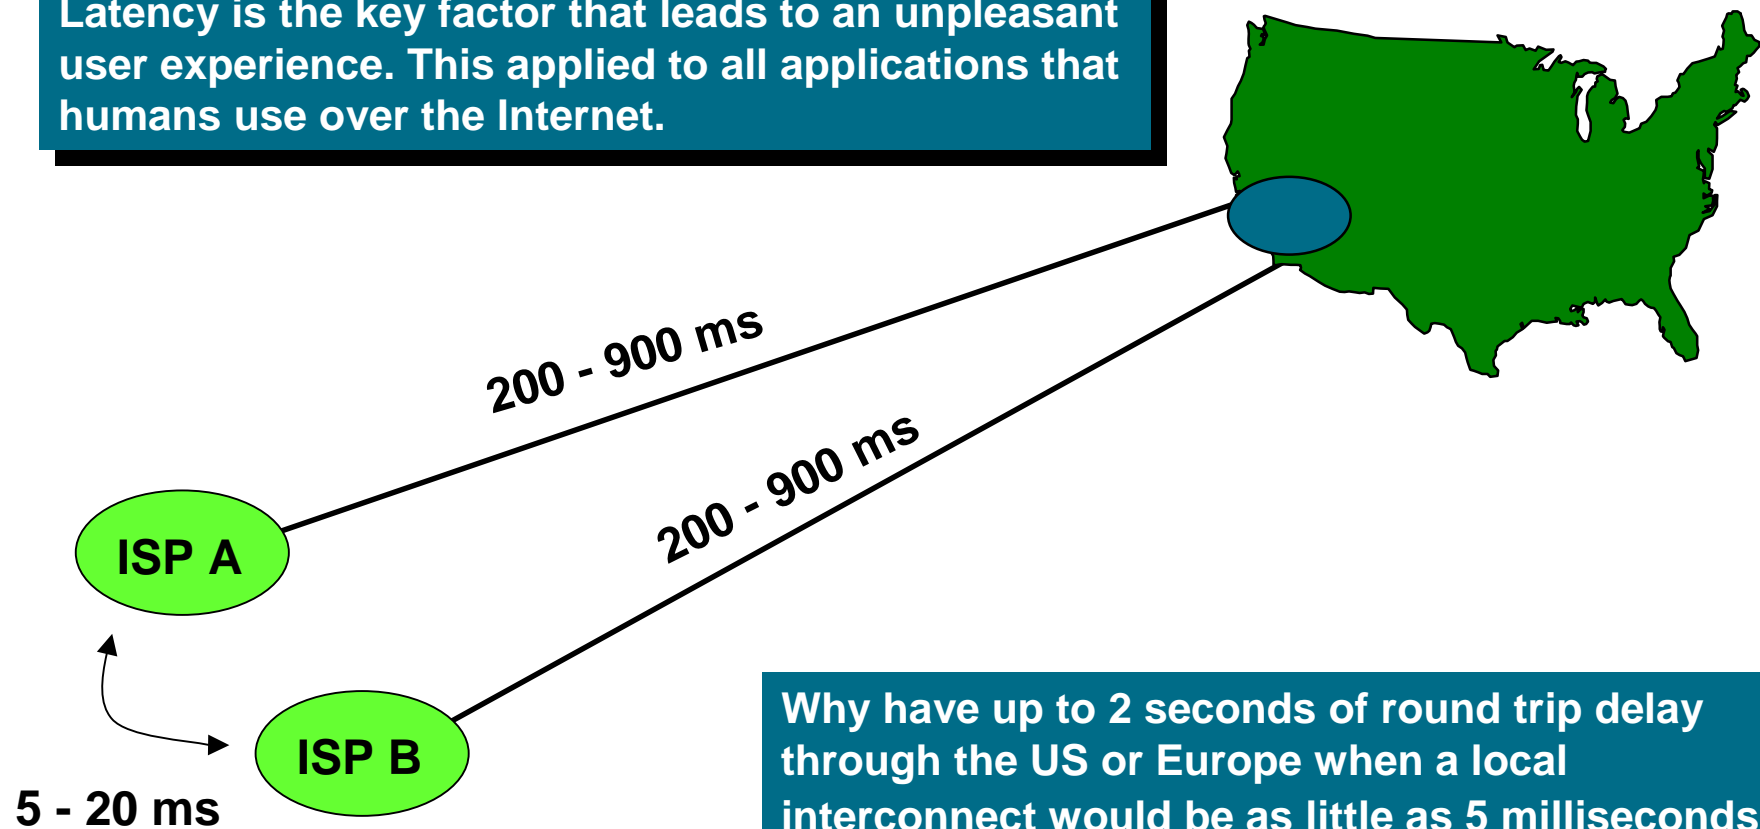 Latency is the key factor that leads to an unpleasant
user experience. This applied to all applications that
humans use over the Internet.
200 - 900 ms
200 - 900 ms
ISP A
ISP B
5 - 20 ms
Why have up to 2 seconds of round trip delay
through the US or Europe when a local
interconnect would be as little as 5 milliseconds